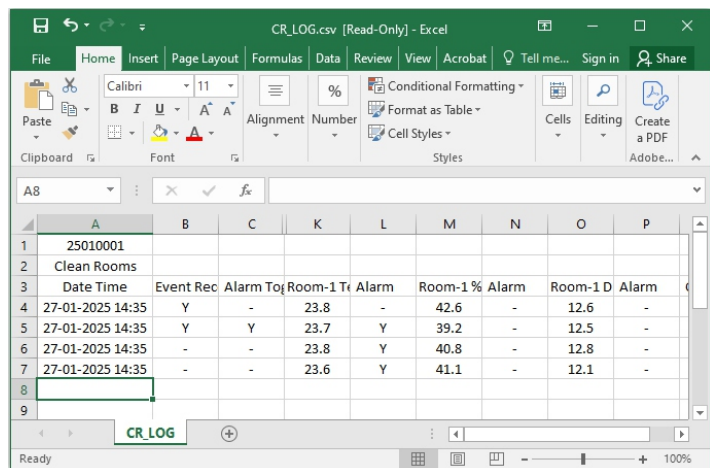 CR_LOG.csv [Read-Only] - Excel
File Home Insert Page Layout Formulas Data Review View Acrobat Tell me... Sign in Share
Calibri 11 % Conditional Formatting
Format as Table
Paste B I U A A Alignment Number Cell Styles Cells Editing Create a PDF
Clipboard Font Styles Adobe...
A8 fx
A B C K L M N O P
1 25010001
2 Clean Rooms
3 Date Time Event Rec Alarm Tog Room-1 Te Alarm Room-1 % Alarm Room-1 D Alarm
4 27-01-2025 14:35 Y - 23.8 - 42.6 - 12.6 -
5 27-01-2025 14:35 Y Y 23.7 Y 39.2 - 12.5 -
6 27-01-2025 14:35 - - 23.8 Y 40.8 - 12.8 -
7 27-01-2025 14:35 - - 23.6 Y 41.1 - 12.1 -
8
9
CR_LOG
Ready 100%